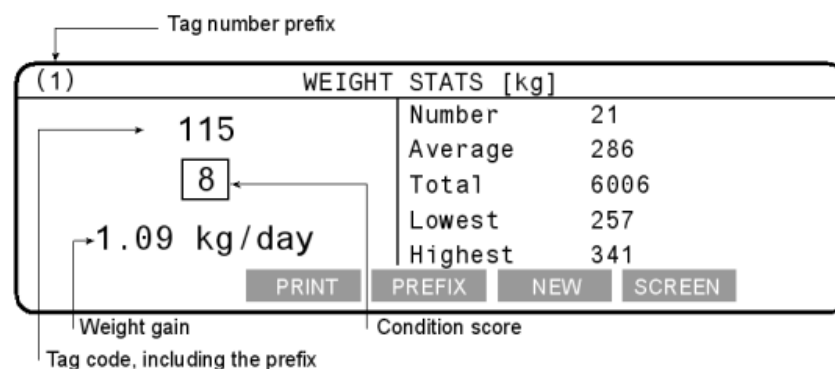 Tag number prefix
(1) WEIGHT STATS [kg]
115
8
1.09 kg/day
Number 21
Average 286
Total 6006
Lowest 257
Highest 341
PRINT PREFIX NEW SCREEN
Weight gain Condition score
Tag code, including the prefix